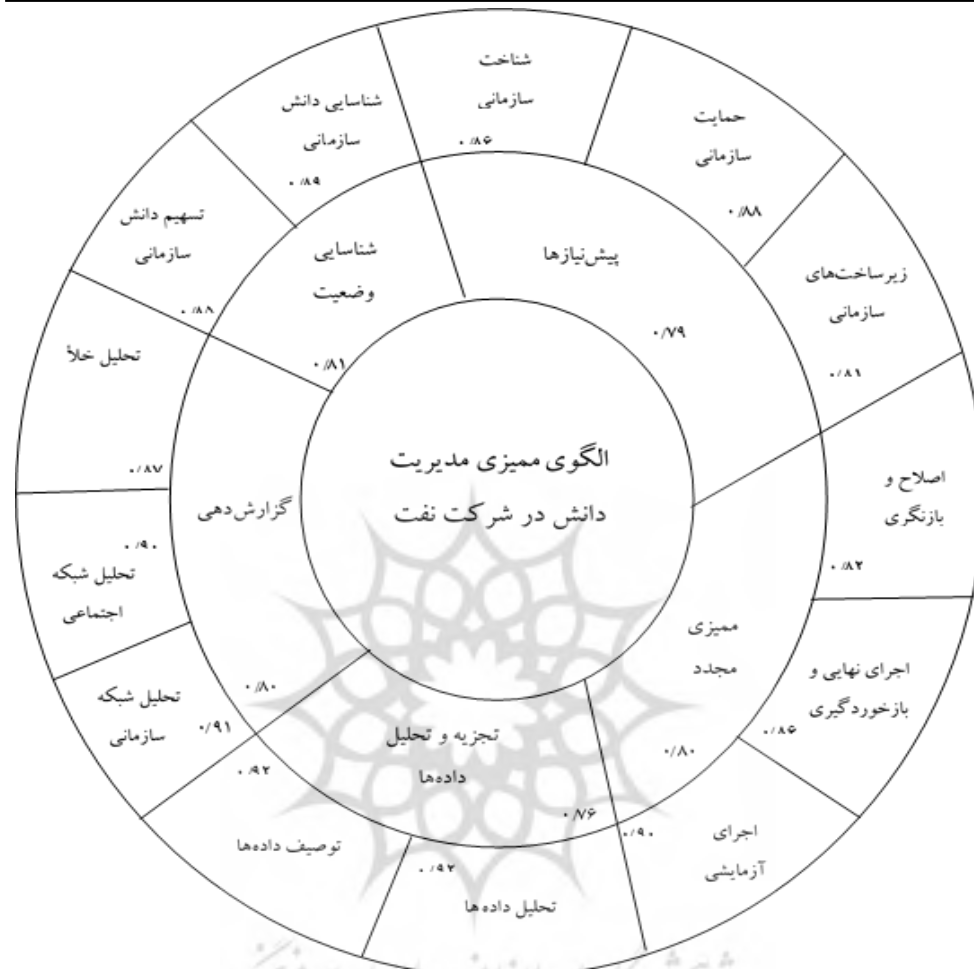 شناخت
سازمانی
۰/۸۶
حمایت
سازمانی
۰/۸۸
زیرساخت‌های
سازمانی
۰/۸۱
اصلاح و
بازنگری
۰/۸۲
اجرای نهایی و
بازخوردگیری
۰/۸۶
اجرای
آزمایشی
۰/۹۰
تحلیل داده ها
۰/۹۲
توصیف داده‌ها
۰/۹۲
تحلیل شبکه
سازمانی
۰/۹۱
تحلیل شبکه
اجتماعی
۰/۹۰
تحلیل خلأ
۰/۸۷
تسهیم دانش
سازمانی
۰/۸۸
شناسایی دانش
سازمانی
۰/۸۹
پیش‌نیازها
۰/۷۹
ممیزی
مجدد
۰/۸۰
تجزیه و تحلیل
داده‌ها
۰/۷۶
گزارش‌دهی
۰/۸۰
شناسایی
وضعیت
۰/۸۱
الگوی ممیزی مدیریت
دانش در شرکت نفت